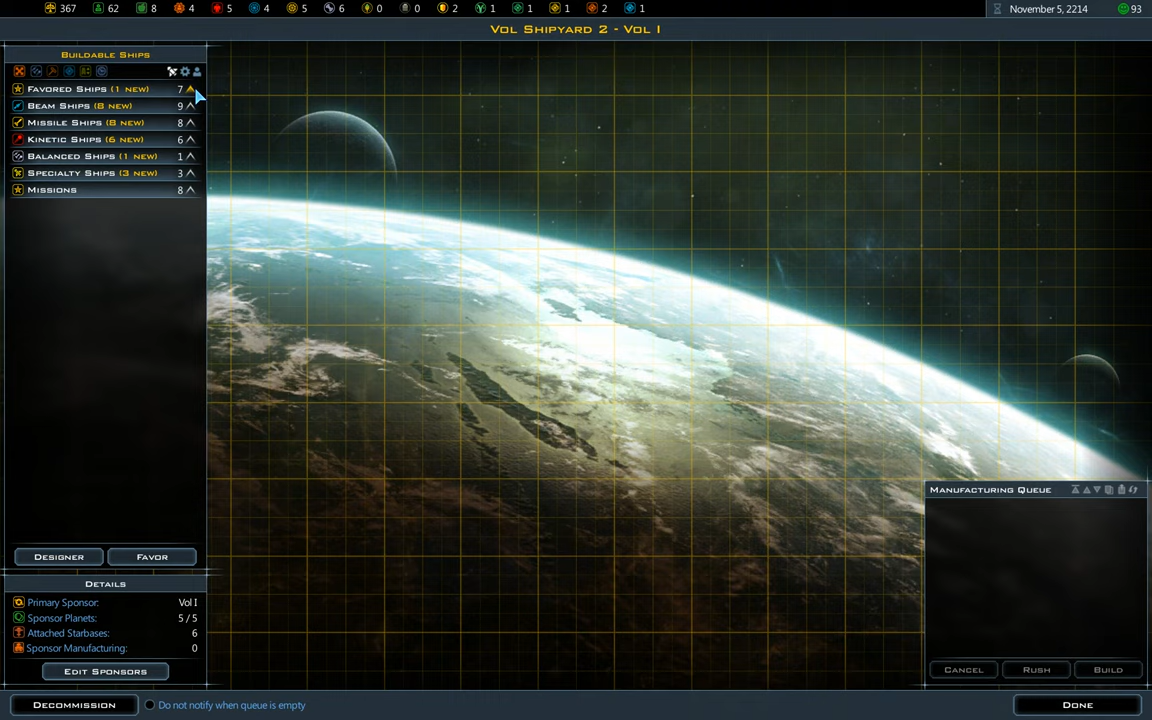 367 62 8 4 5 4 5 6 0 0 2 1 1 1 2 1 November 5, 2214 93
Vol Shipyard 2 - Vol I
Buildable Ships
Favored Ships (1 new) 7
Beam Ships (8 new) 9
Missile Ships (8 new) 8
Kinetic Ships (6 new) 6
Balanced Ships (1 new) 1
Specialty Ships (3 new) 3
Missions 8
Manufacturing Queue
Designer Favor
Details
Primary Sponsor: Vol I
Sponsor Planets: 5 / 5
Attached Starbases: 6
Sponsor Manufacturing: 0
Edit Sponsors
Cancel Rush Build
Decommission Do not notify when queue is empty Done